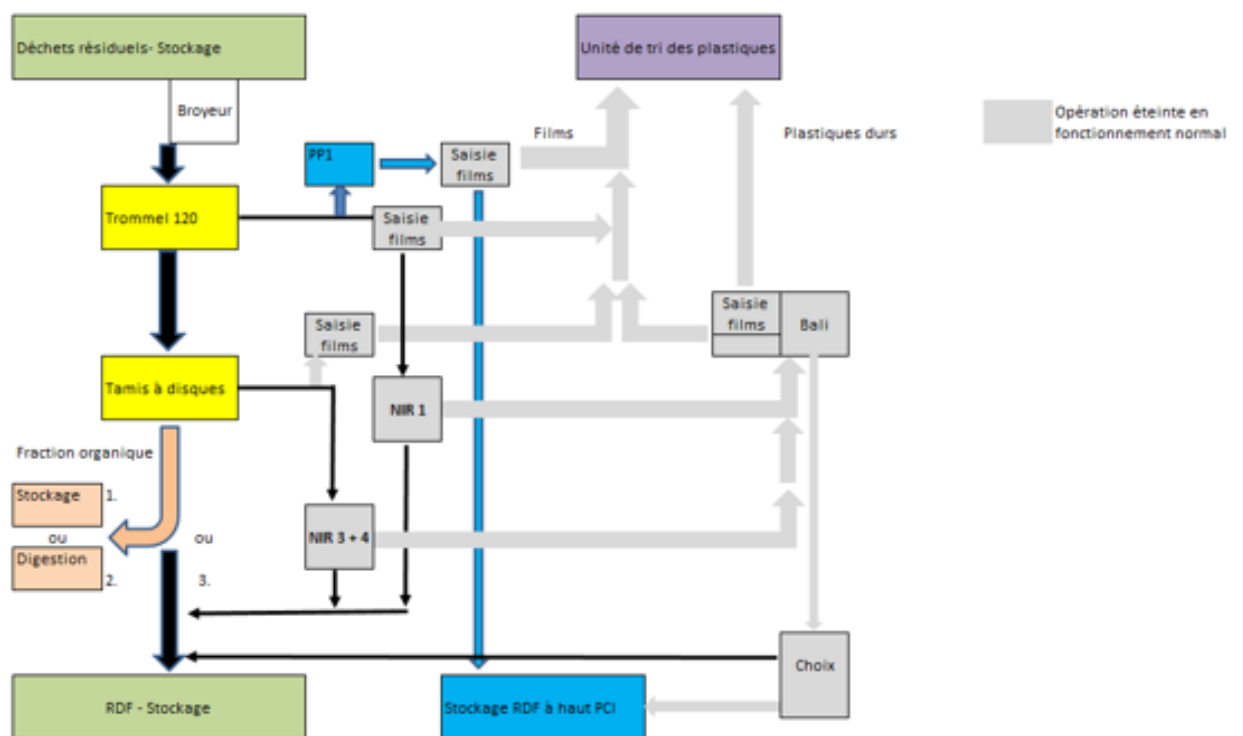 Déchets résiduels- Stockage
Unité de tri des plastiques
Broyeur
Films
Plastiques durs
Opération éteinte en
fonctionnement normal
PP1
Saisie
films
Trommel 120
Saisie
films
Saisie
films
Saisie
films
Bali
Tamis à disques
NIR 1
Fraction organique
Stockage
1.
ou
ou
NIR 3 + 4
Digestion
2.
3.
Choix
RDF - Stockage
Stockage RDF à haut PCI